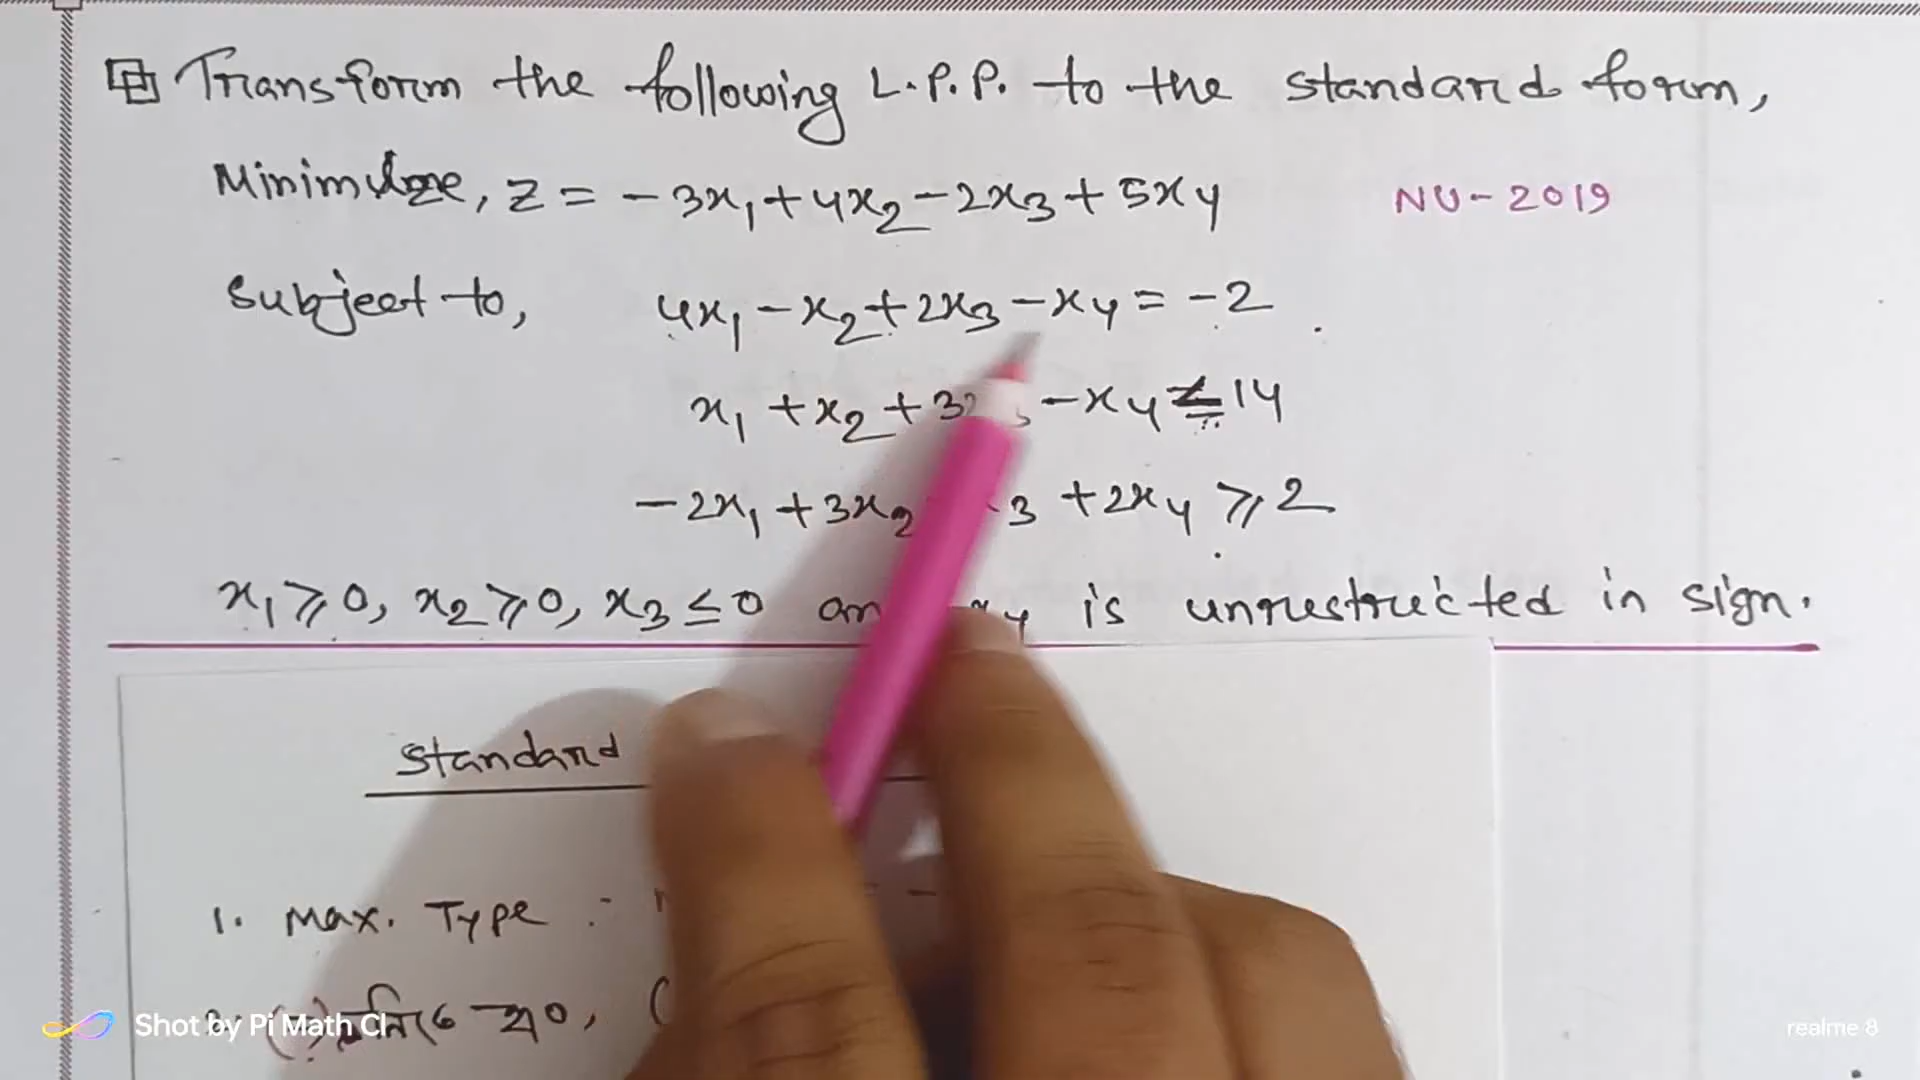 Transform the following L.P.P. to the standard form,
Minimize, z = -3x₁+4x₂-2x₃+5x₄ NU-2019
Subject to, 4x₁-x₂+2x₃-x₄=-2
x₁+x₂+3 -x₄≤14
-2x₁+3x₂ 3+2x₄⩾2
x₁⩾0, x₂⩾0, x₃≤0 x₄ is unrestricted in sign.
Standard
1. Max. Type :-
Shot by Pi Math Cl
realme 8